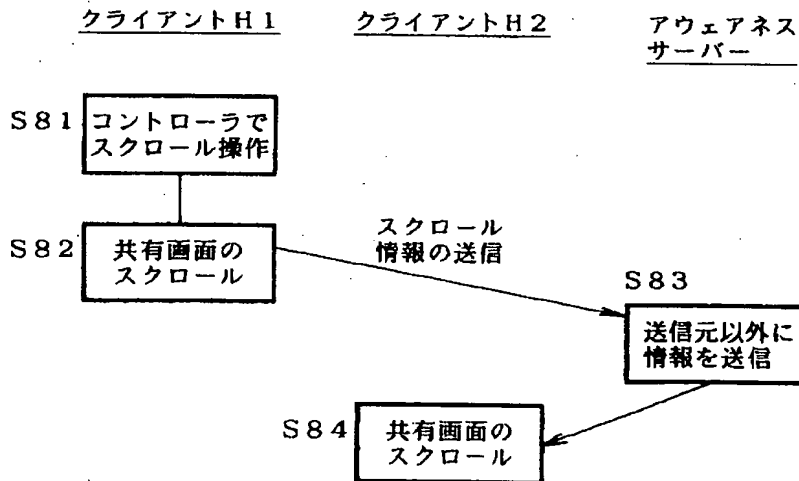 クライアントH1
クライアントH2
アウェアネス
サーバー
S81
コントローラで
スクロール操作
S82
共有画面の
スクロール
スクロール
情報の送信
S83
送信元以外に
情報を送信
S84
共有画面の
スクロール